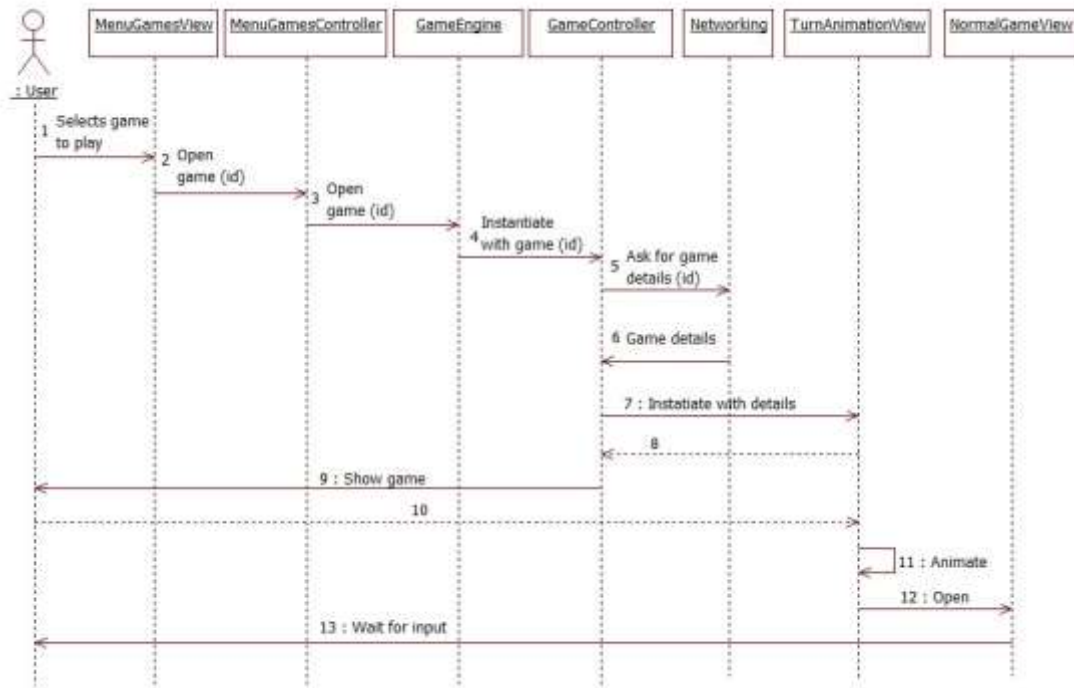 MenuGamesView
MenuGamesController
GameEngine
GameController
Networking
TurnAnimationView
NormalGameView
: User
1 Selects game
to play
2 Open
game (id)
3 Open
game (id)
4 Instantiate
with game (id)
5 Ask for game
details (id)
6 Game details
7 : Instatiate with details
8
9 : Show game
10
11 : Animate
12 : Open
13 : Wait for input